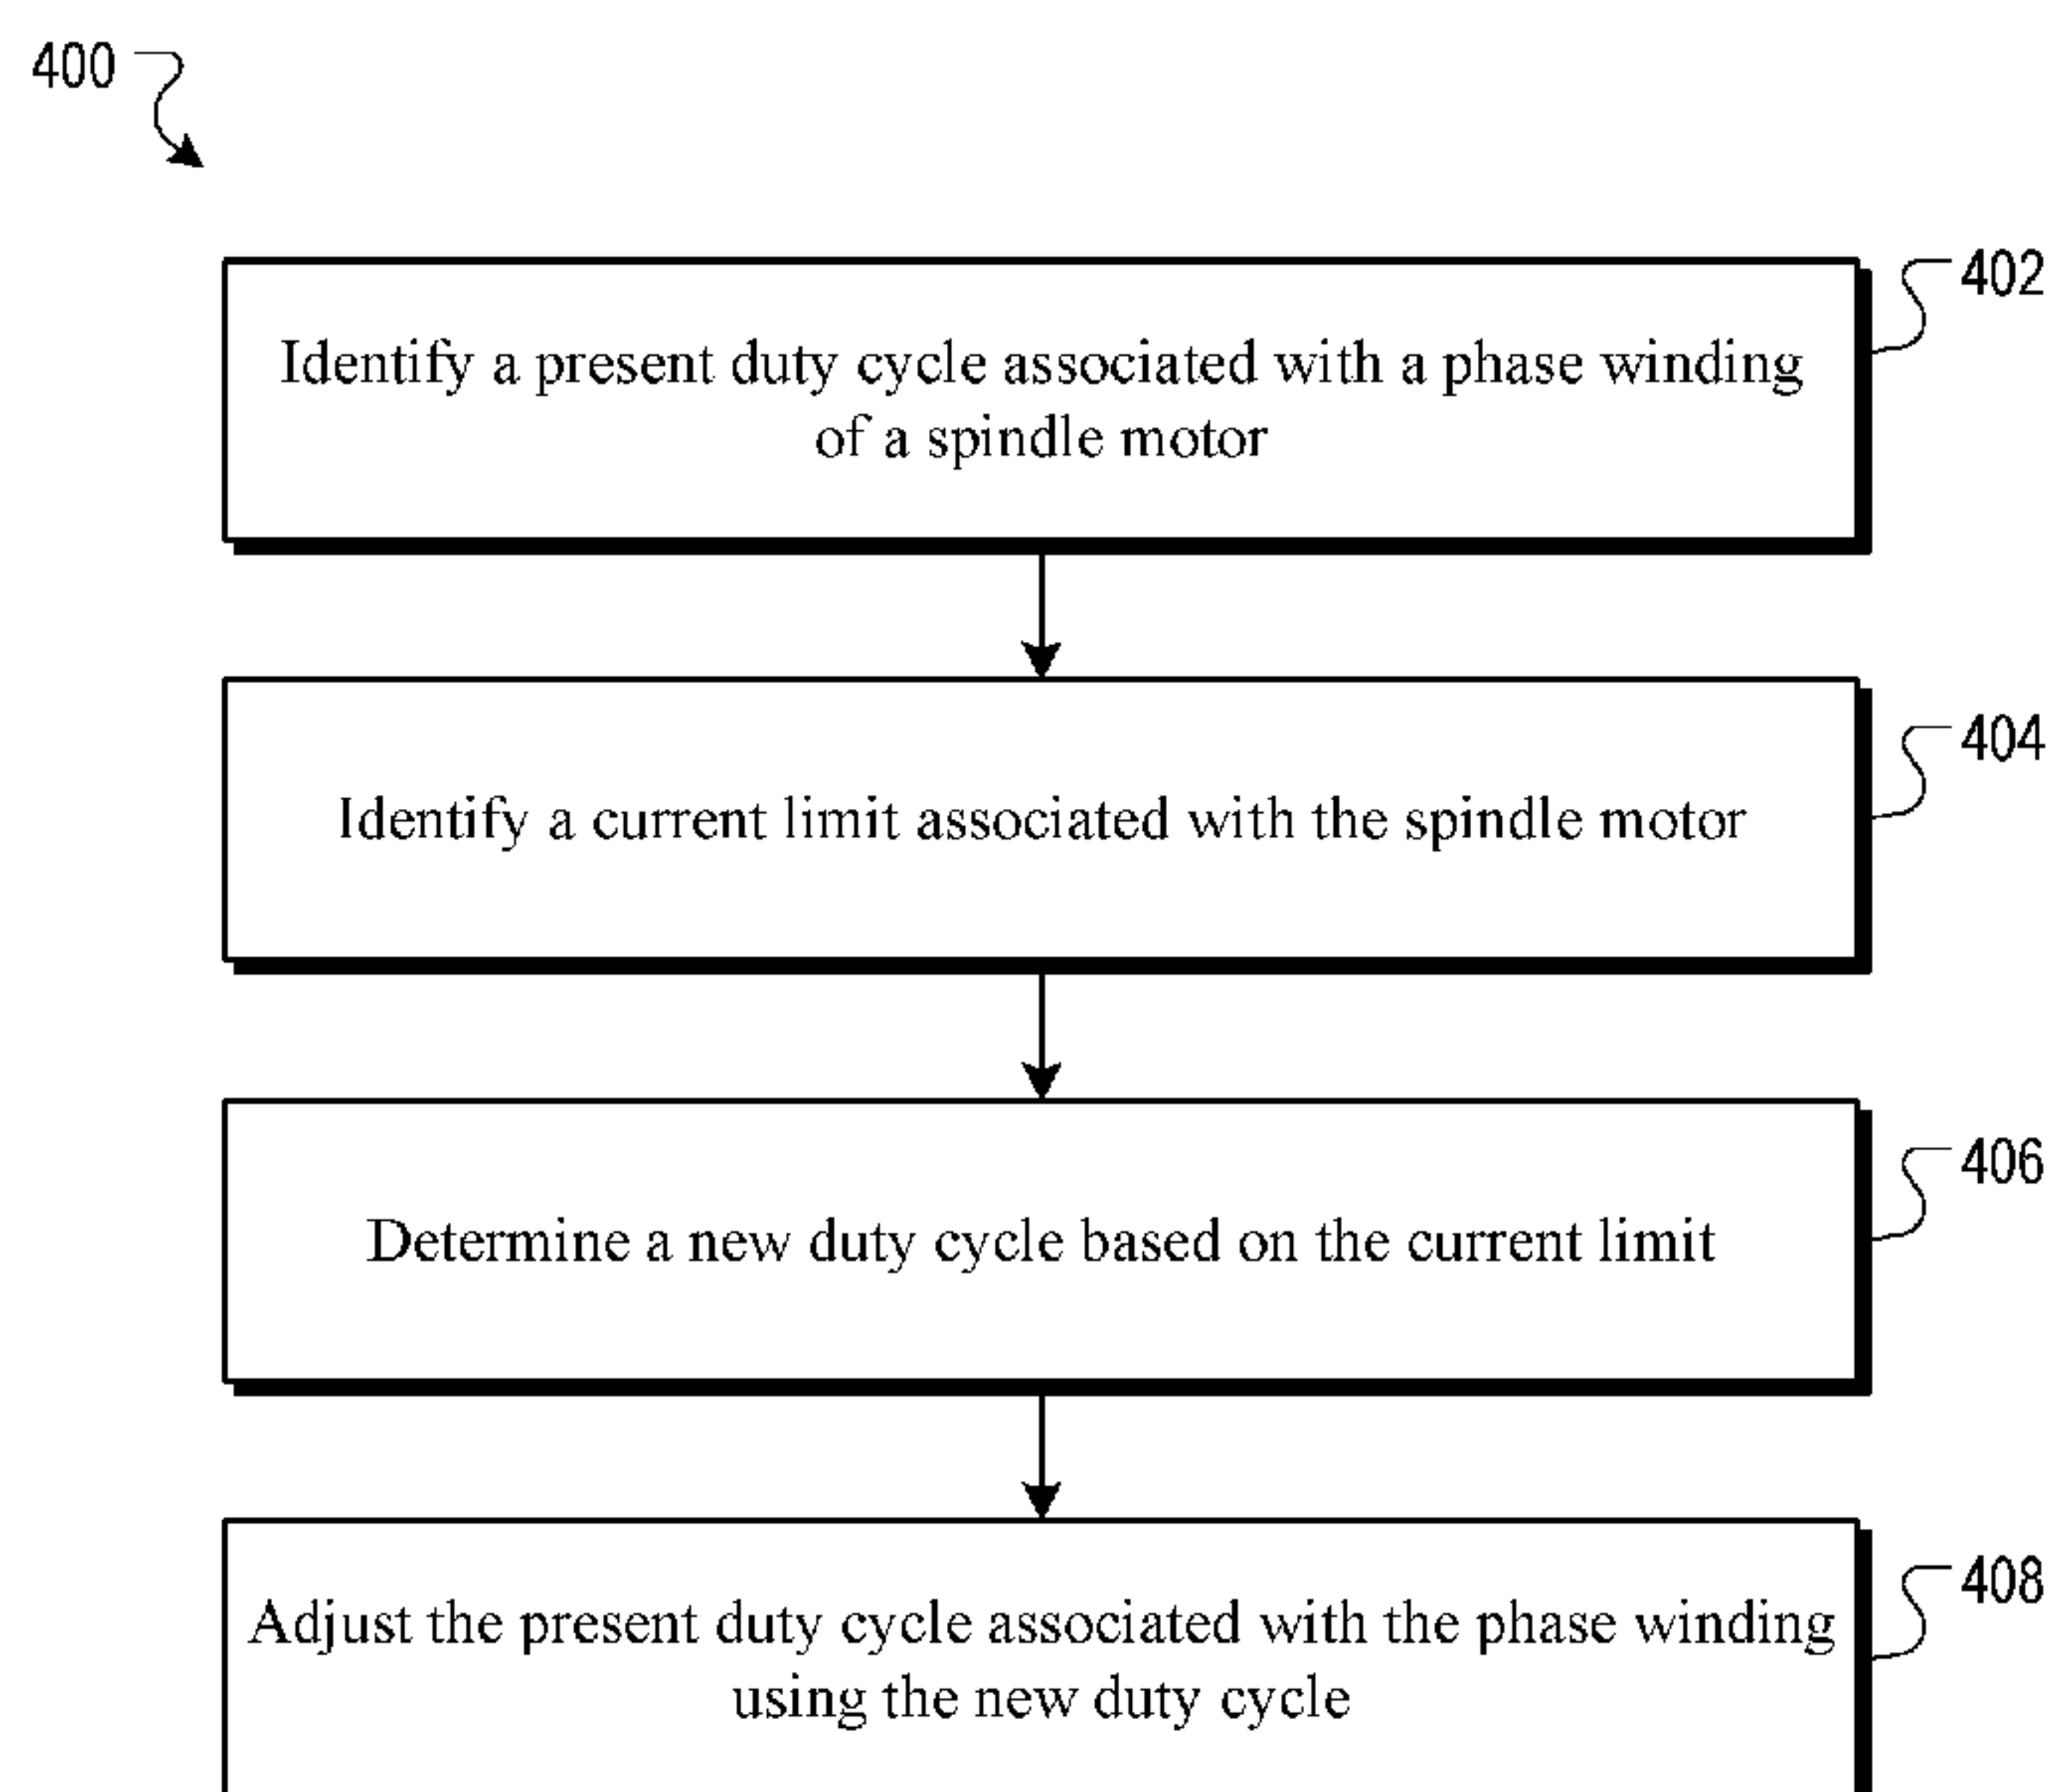 400
402
Identify a present duty cycle associated with a phase winding
of a spindle motor
404
Identify a current limit associated with the spindle motor
406
Determine a new duty cycle based on the current limit
408
Adjust the present duty cycle associated with the phase winding
using the new duty cycle